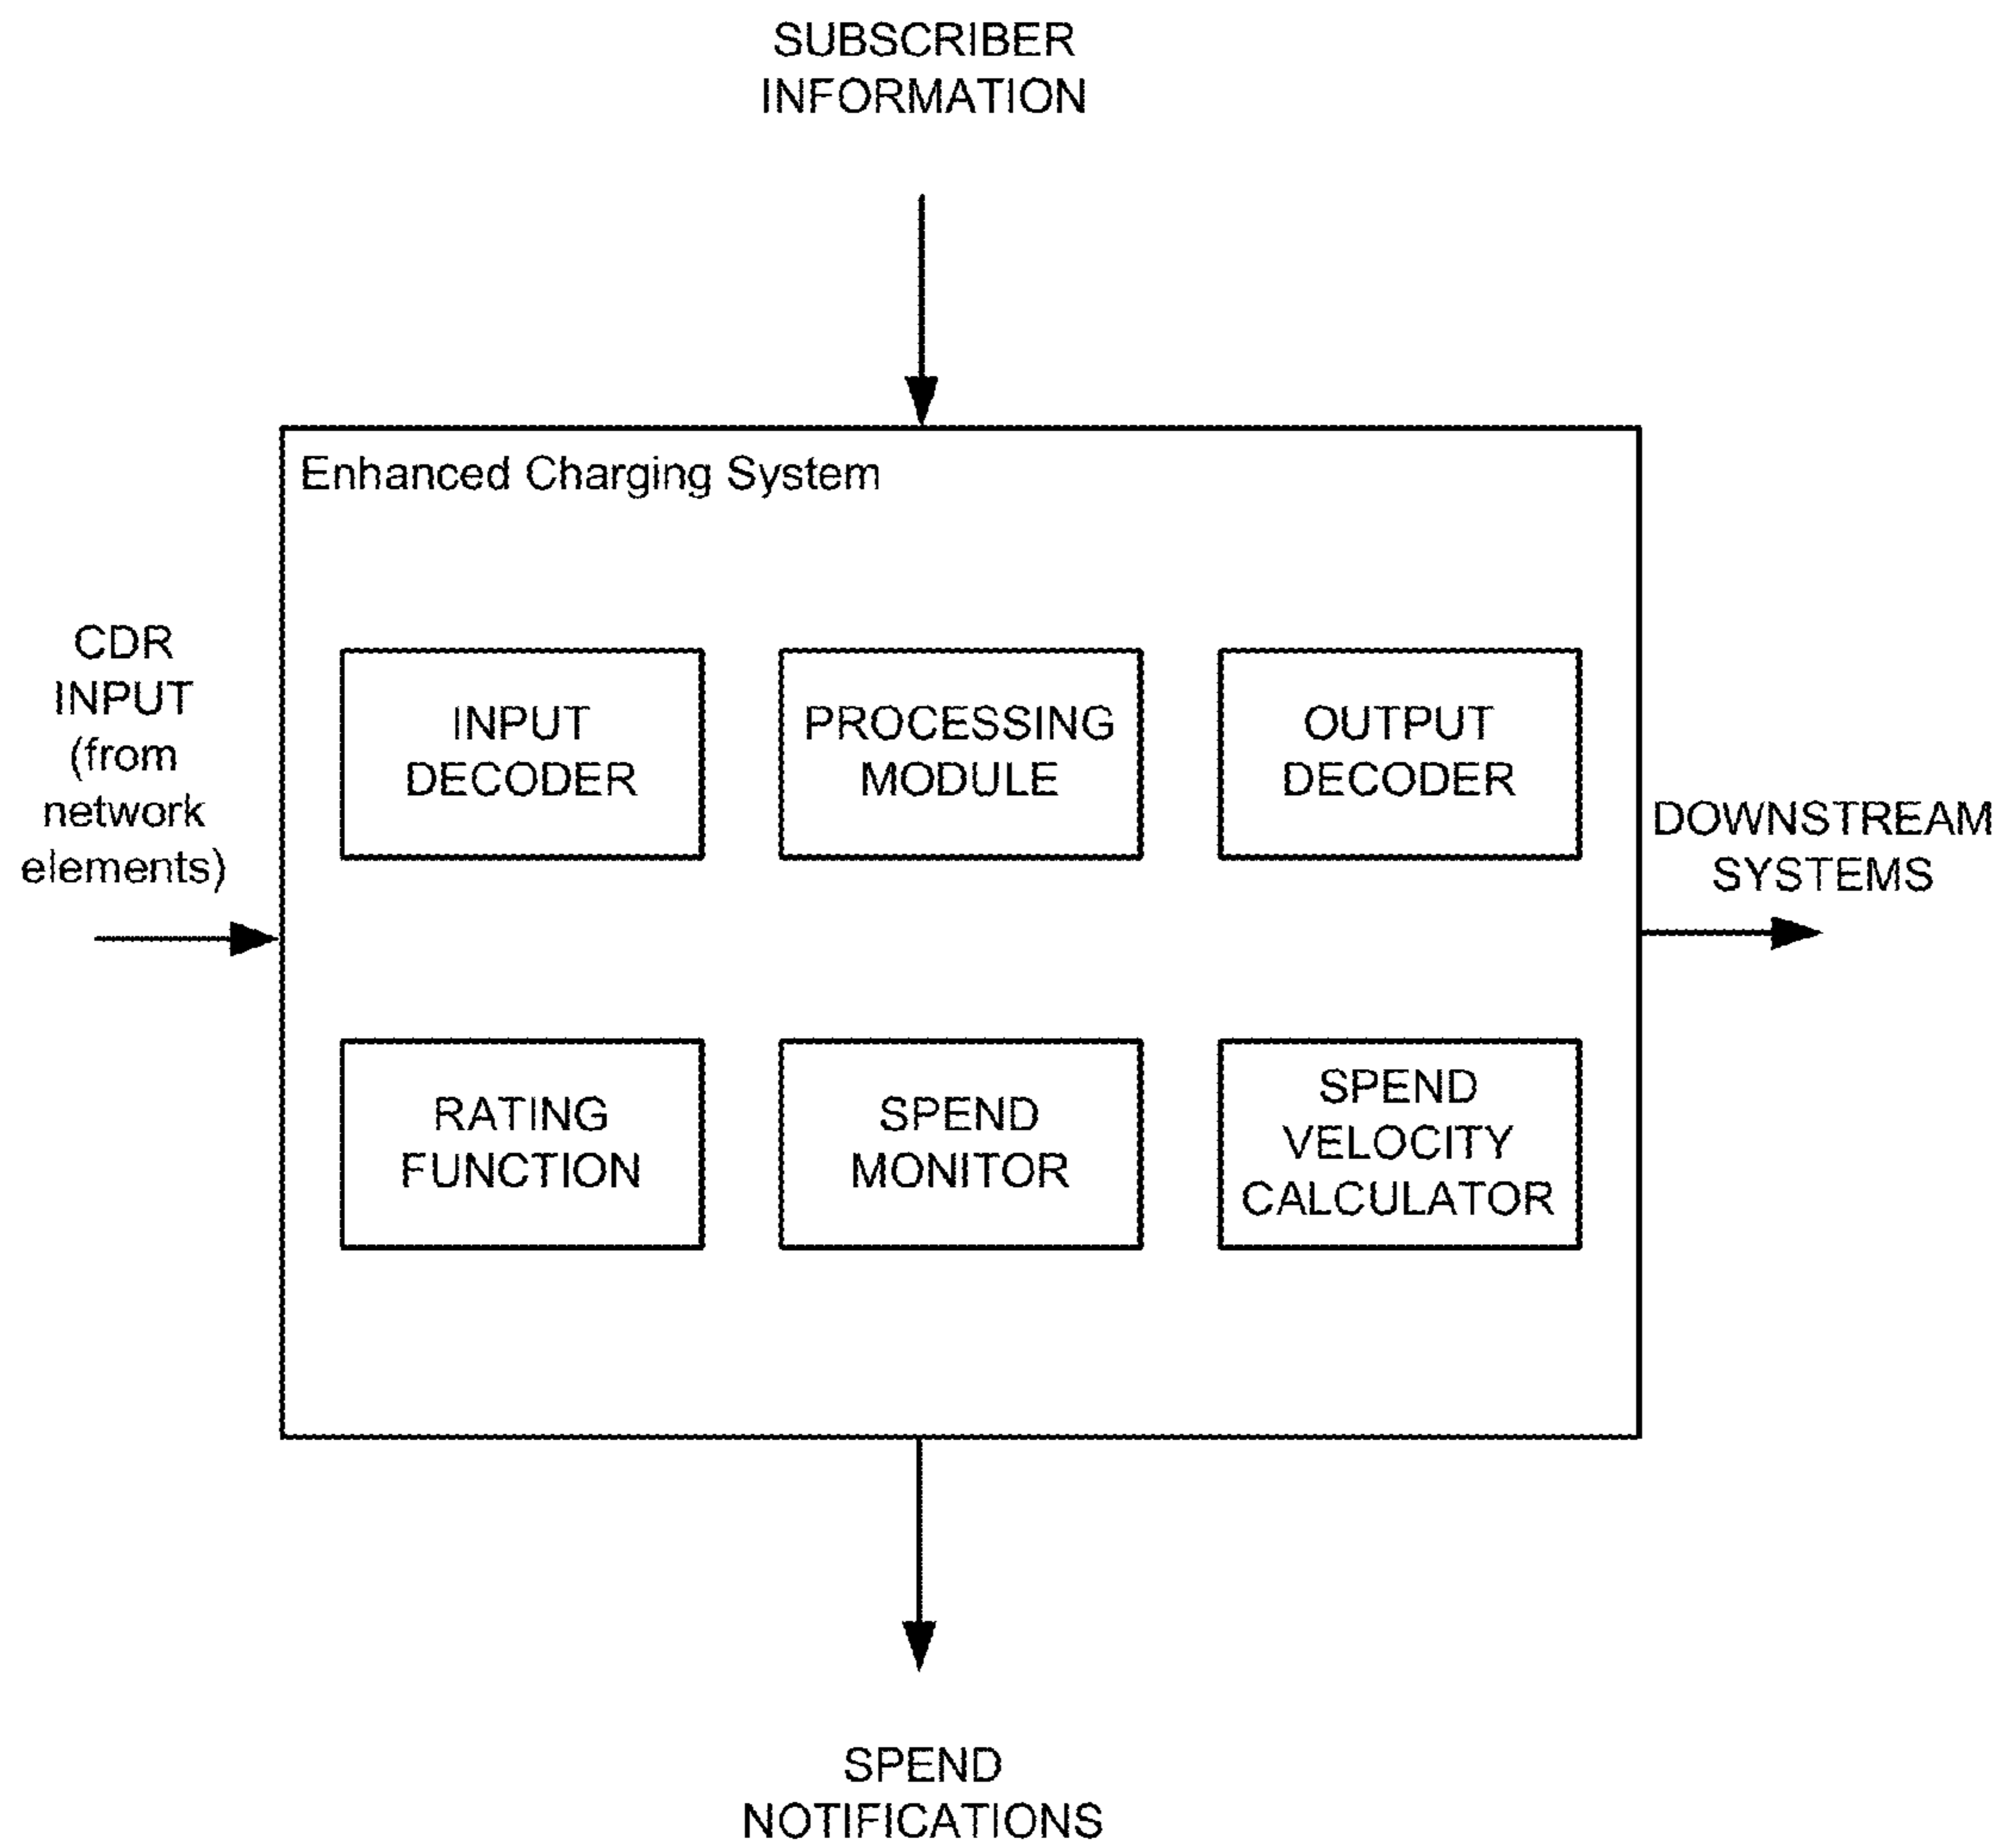 SUBSCRIBER
INFORMATION
Enhanced Charging System
CDR
INPUT
(from
network
elements)
INPUT
DECODER
PROCESSING
MODULE
OUTPUT
DECODER
DOWNSTREAM
SYSTEMS
RATING
FUNCTION
SPEND
MONITOR
SPEND
VELOCITY
CALCULATOR
SPEND
NOTIFICATIONS